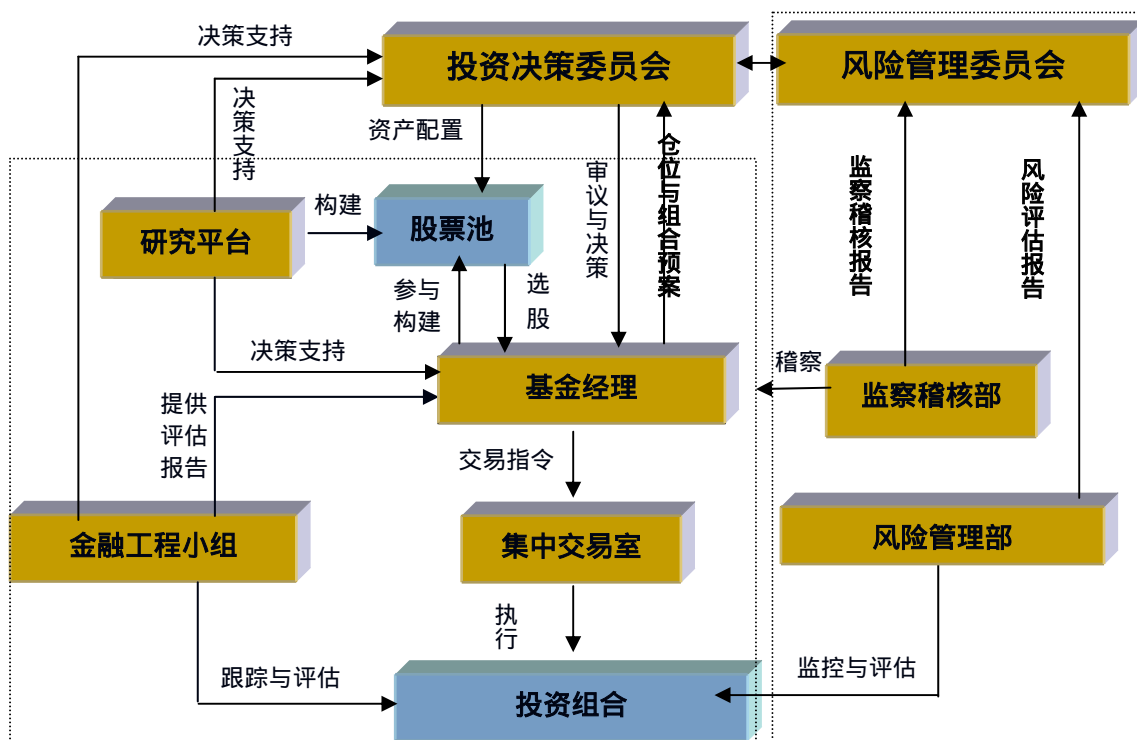 决策支持
投资决策委员会
风险管理委员会
决策支持
资产配置
仓位与组合预案
审议与决策
监察稽核报告
风险评估报告
研究平台
构建
股票池
参与
构建
选股
稽察
决策支持
基金经理
监察稽核部
提供
评估
报告
交易指令
金融工程小组
集中交易室
风险管理部
执行
跟踪与评估
投资组合
监控与评估